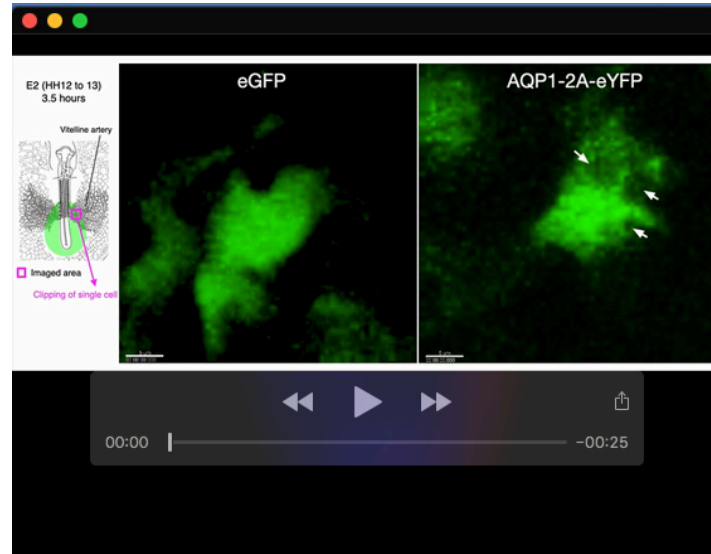 E2 (HH12 to 13)
3.5 hours
Vitelline artery
Imaged area
Clipping of single cell
eGFP
AQP1-2A-eYFP
00:00
−00:25